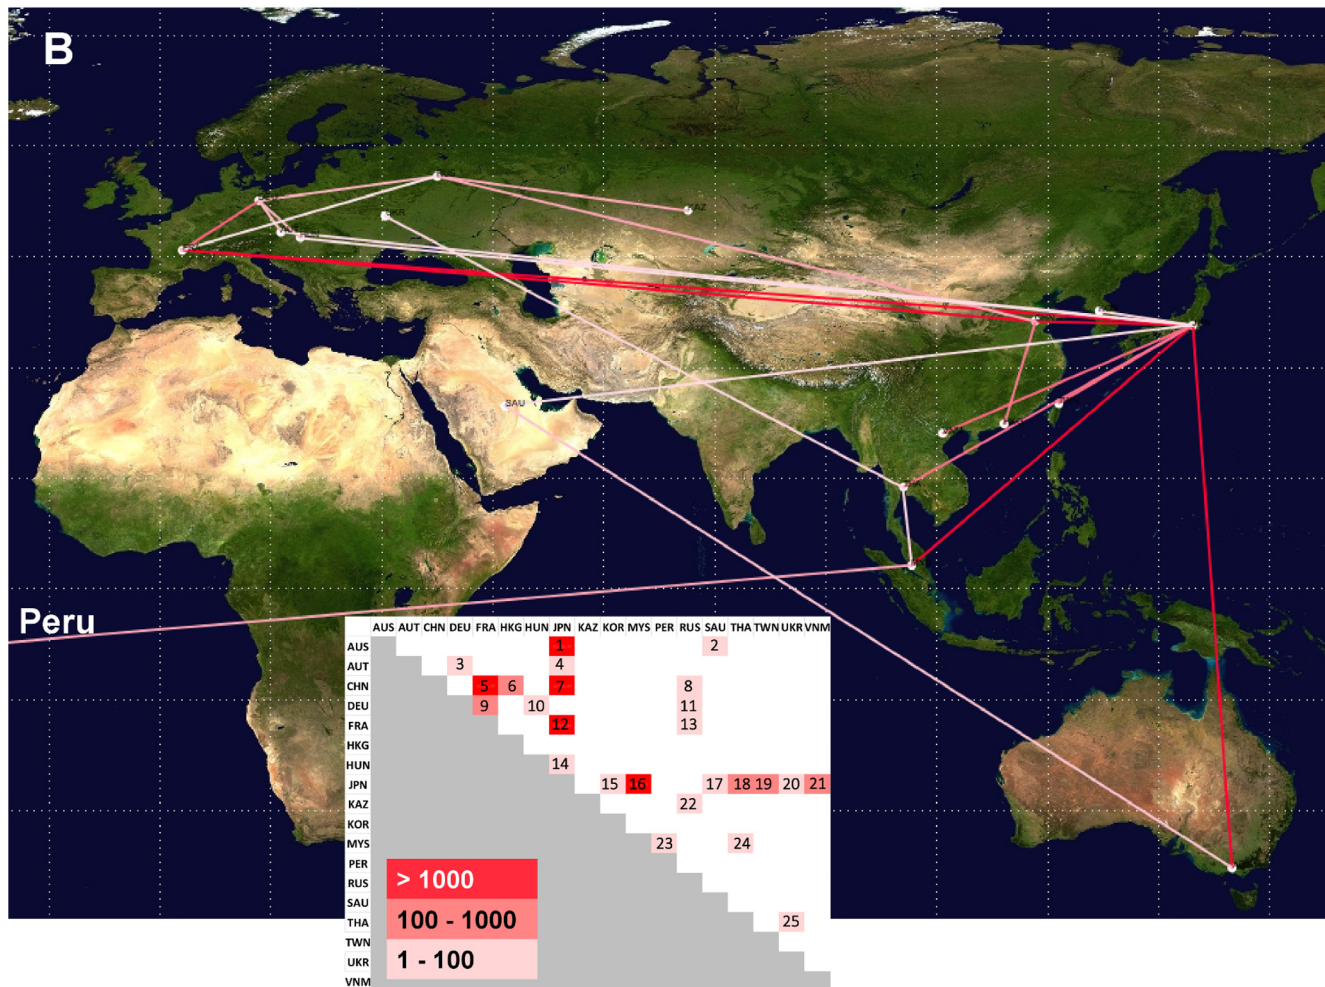 B
KAZ
SAU
Peru
AUS AUT CHN DEU FRA HKG HUN JPN KAZ KOR MYS PER RUS SAU THA TWN UKR VNM
AUS 1 2
AUT 3 4
CHN 5 6 7 8
DEU 9 10 11
FRA 12 13
HKG
HUN 14
JPN 15 16 17 18 19 20 21
KAZ 22
KOR
MYS 23 24
PER
RUS
SAU
THA 25
TWN
UKR
VNM
> 1000
100 - 1000
1 - 100